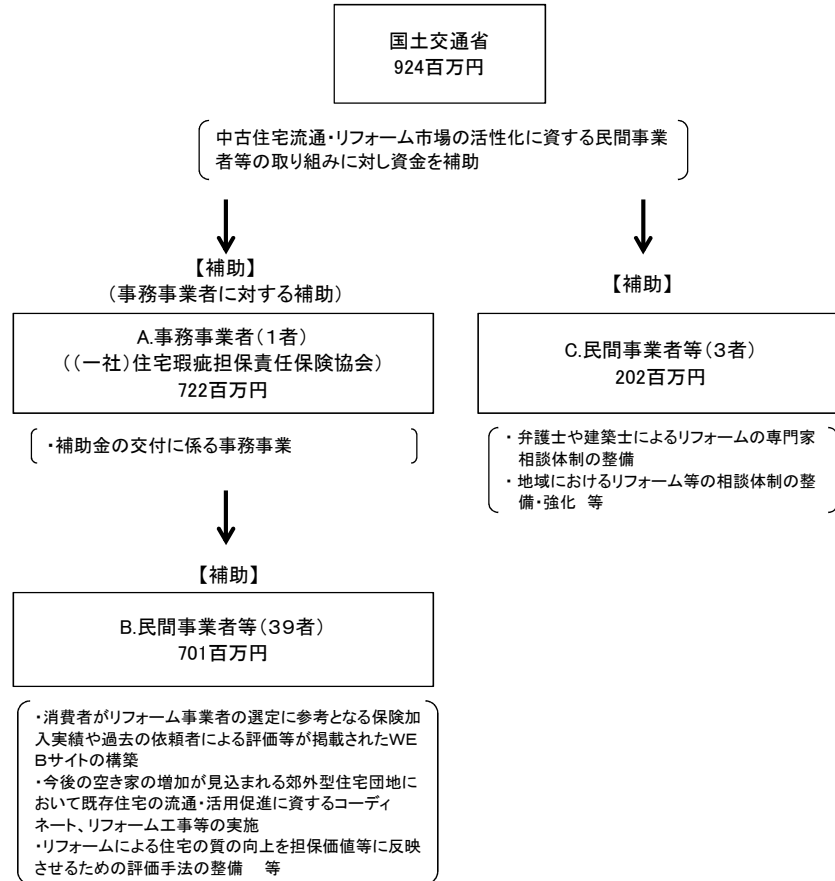 国土交通省
924百万円
中古住宅流通・リフォーム市場の活性化に資する民間事業
者等の取り組みに対し資金を補助
【補助】
(事務事業者に対する補助)
A.事務事業者(1者)
((一社)住宅瑕疵担保責任保険協会)
722百万円
・補助金の交付に係る事務事業
【補助】
B.民間事業者等(39者)
701百万円
・消費者がリフォーム事業者の選定に参考となる保険加
入実績や過去の依頼者による評価等が掲載されたWE
Bサイトの構築
・今後の空き家の増加が見込まれる郊外型住宅団地に
おいて既存住宅の流通・活用促進に資するコーディ
ネート、リフォーム工事等の実施
・リフォームによる住宅の質の向上を担保価値等に反映
させるための評価手法の整備 等
【補助】
C.民間事業者等(3者)
202百万円
・ 弁護士や建築士によるリフォームの専門家
相談体制の整備
・ 地域におけるリフォーム等の相談体制の整
備・強化 等